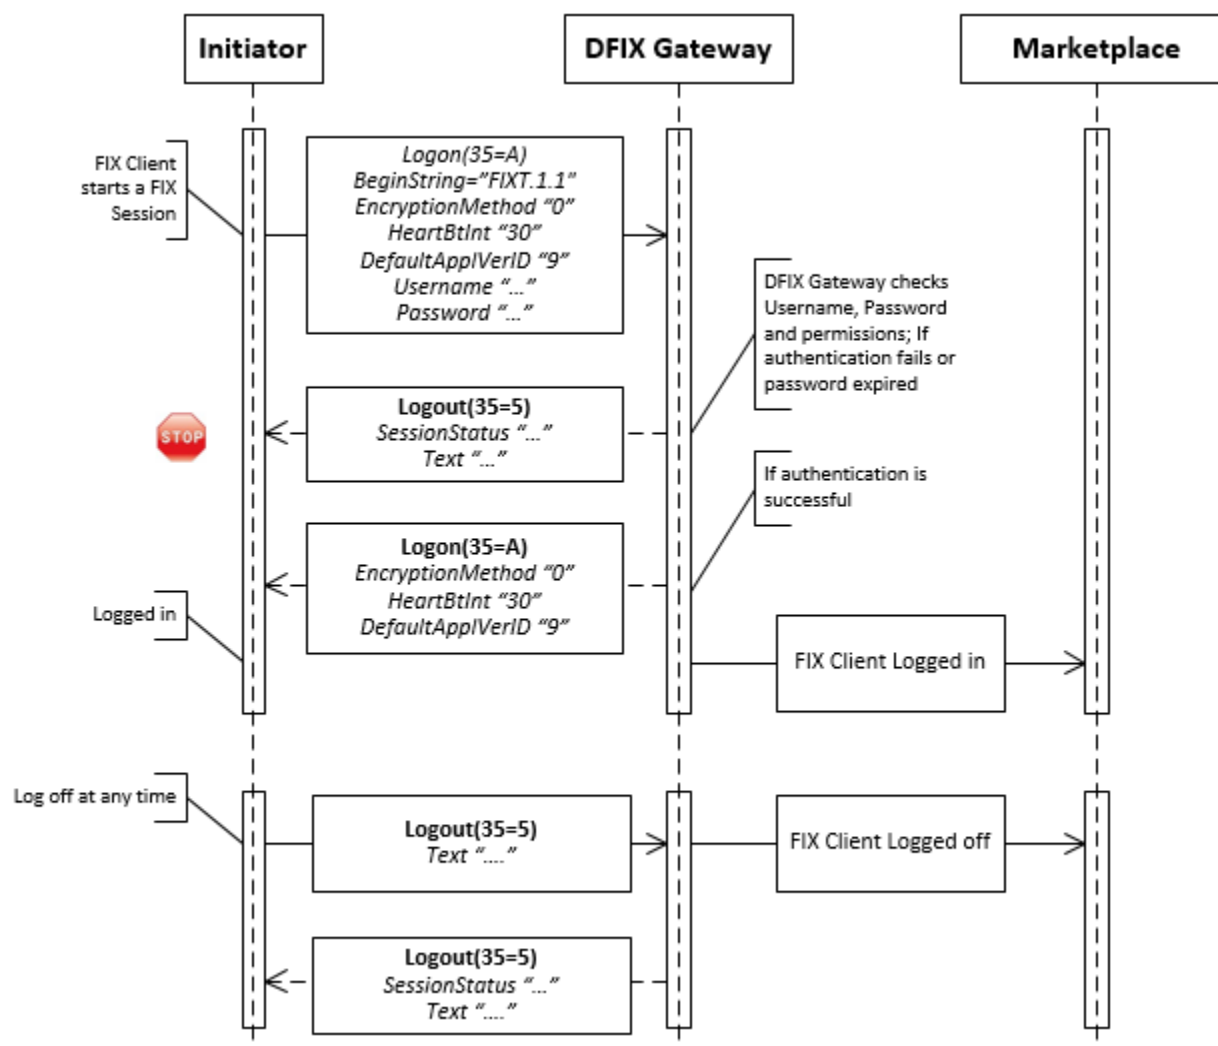 Initiator
DFIX Gateway
Marketplace
FIX Client
starts a FIX
Session
Logon(35=A)
BeginString=“FIXT.1.1”
EncryptionMethod “0”
HeartBtInt “30”
DefaultApplVerID “9”
Username “...”
Password “...”
DFIX Gateway checks
Username, Password
and permissions; If
authentication fails or
password expired
STOP
Logout(35=5)
SessionStatus “...”
Text “...”
If authentication is
successful
Logon(35=A)
EncryptionMethod “0”
HeartBtInt “30”
DefaultApplVerID “9”
Logged in
FIX Client Logged in
Log off at any time
Logout(35=5)
Text “....”
FIX Client Logged off
Logout(35=5)
SessionStatus “...”
Text “....”